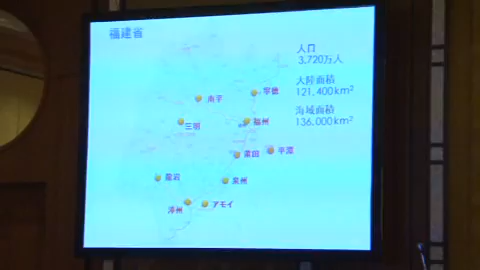 福建省
人口
3,720万人
大陸面積
121,400km²
海域面積
136,000km²
寧徳
南平
三明
福州
莆田
平潭
龍岩
泉州
漳州
アモイ